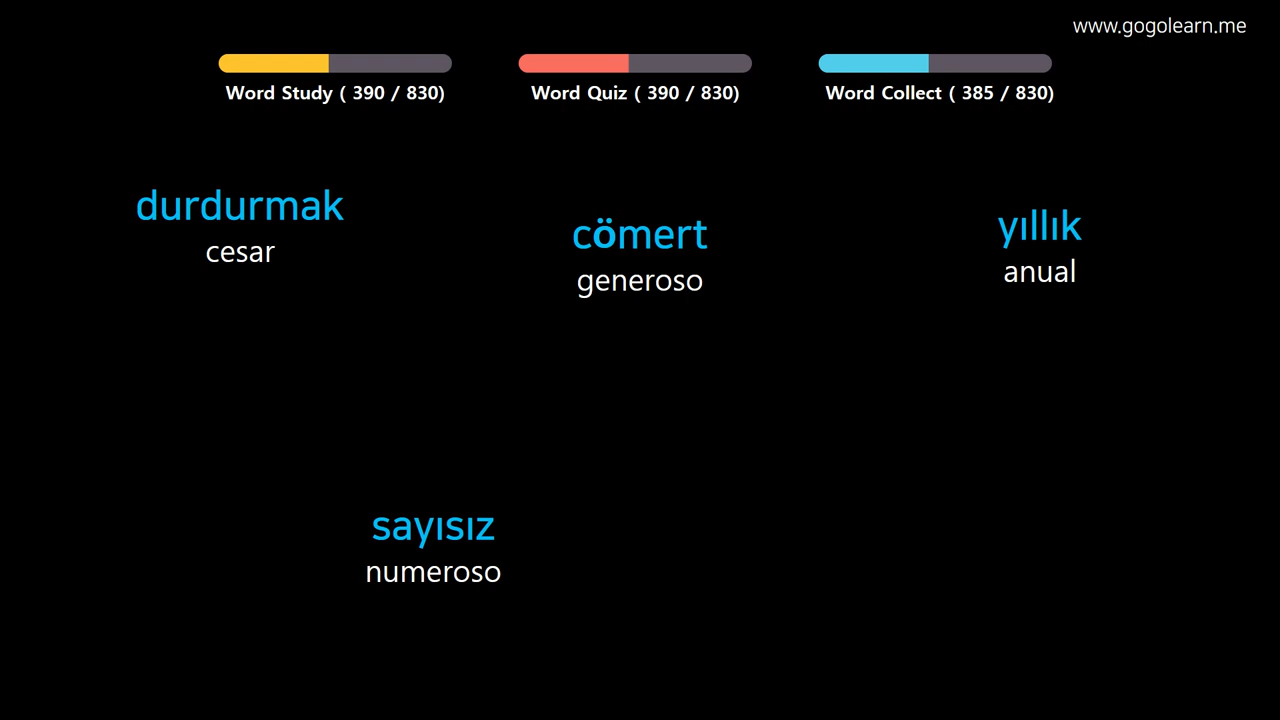 www.gogolearn.me
Word Study ( 390 / 830)
Word Quiz ( 390 / 830)
Word Collect ( 385 / 830)
durdurmak
cesar
cömert
generoso
yıllık
anual
sayısız
numeroso